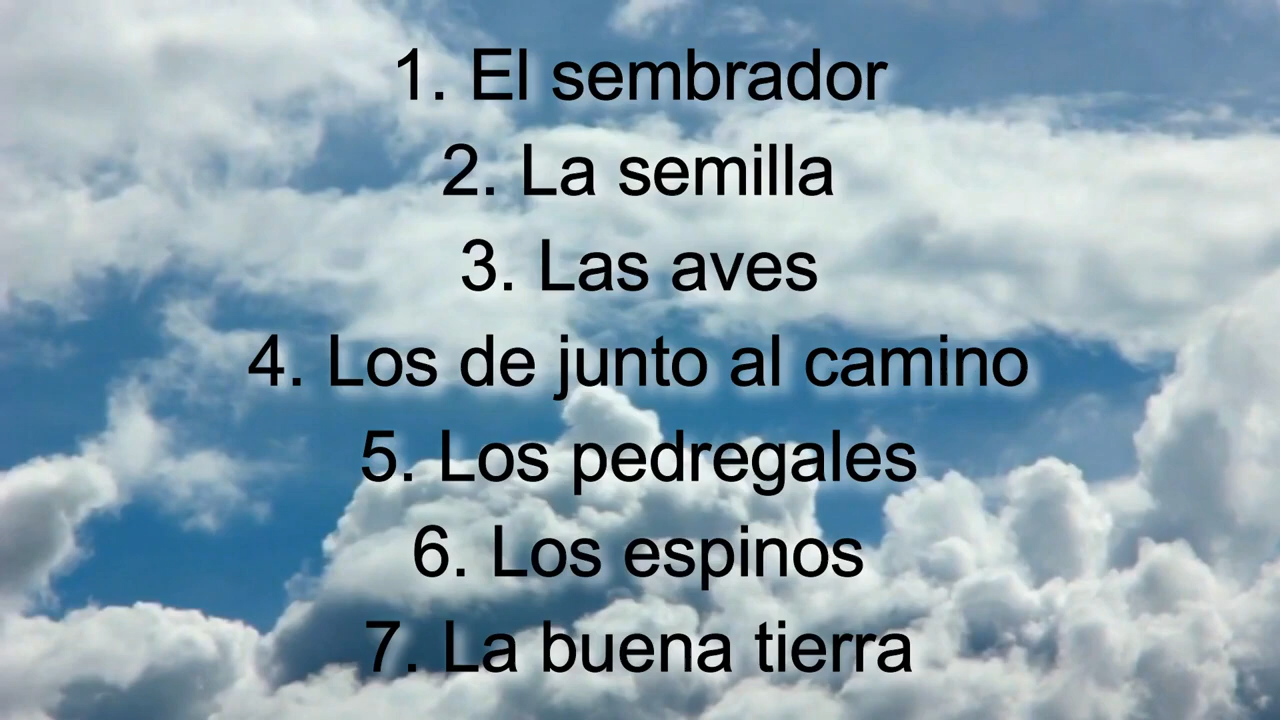 1. El sembrador
2. La semilla
3. Las aves
4. Los de junto al camino
5. Los pedregales
6. Los espinos
7. La buena tierra